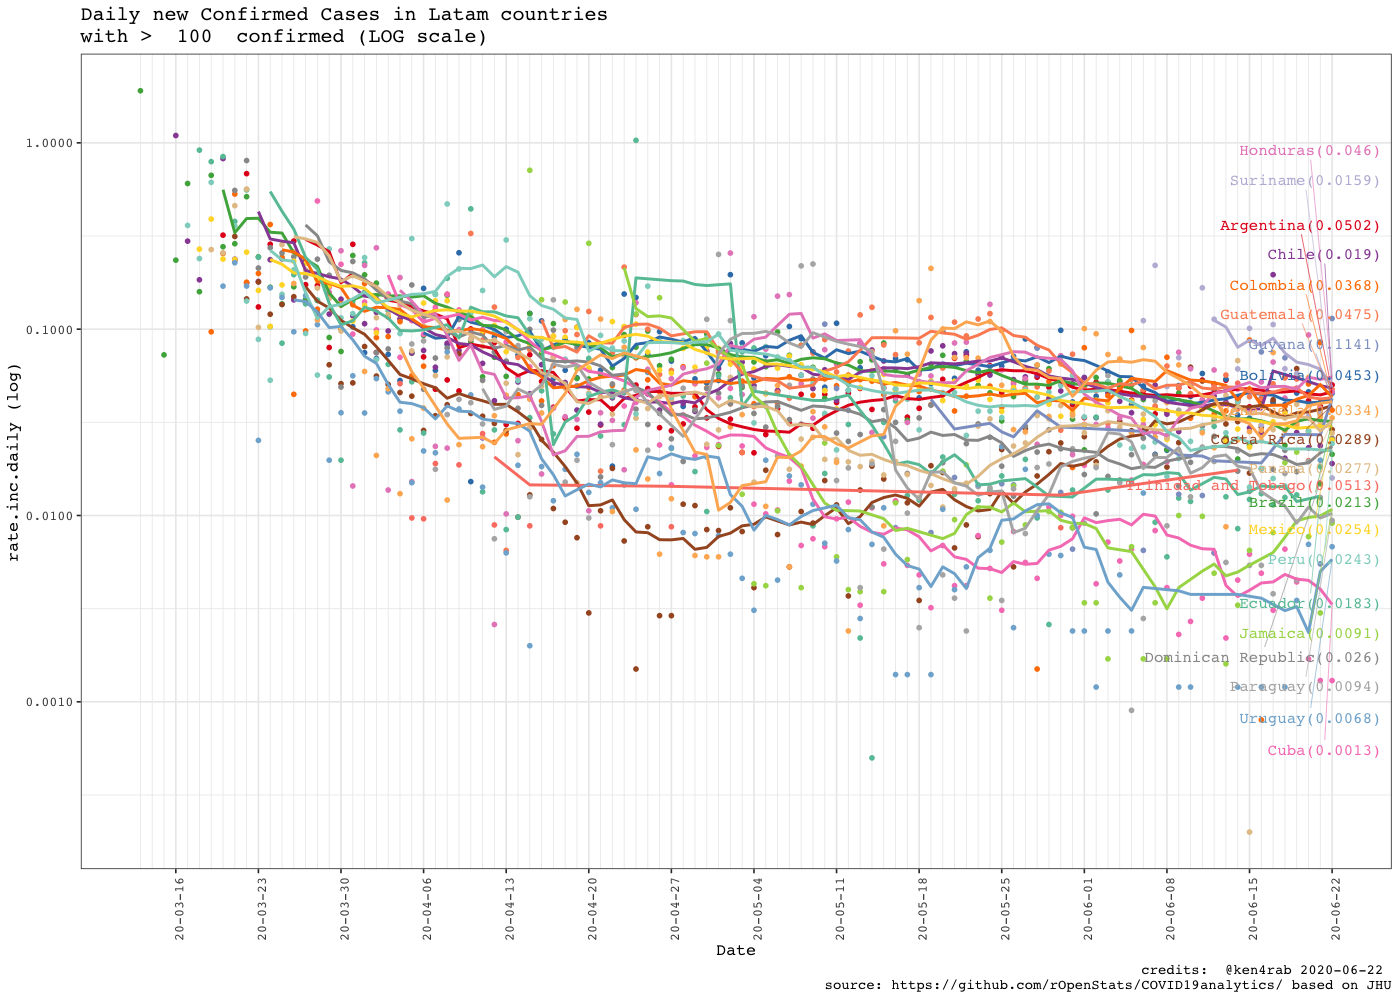 Daily new Confirmed Cases in Latam countries
with >  100  confirmed (LOG scale)
rate.inc.daily (log)
1.0000
0.1000
0.0100
0.0010
Honduras(0.046)
Suriname(0.0159)
Argentina(0.0502)
Chile(0.019)
Colombia(0.0368)
Guatemala(0.0475)
Guyana(0.1141)
Bolivia(0.0453)
Costa Rica(0.0289)
Panama(0.0277)
Trinidad and Tobago(0.0513)
Brazil(0.0213)
Mexico(0.0254)
Peru(0.0243)
Ecuador(0.0183)
Jamaica(0.0091)
Dominican Republic(0.026)
Paraguay(0.0094)
Uruguay(0.0068)
Cuba(0.0013)
20-03-16
20-03-23
20-03-30
20-04-06
20-04-13
20-04-20
20-04-27
20-05-04
20-05-11
20-05-18
20-05-25
20-06-01
20-06-08
20-06-15
20-06-22
Date
credits:  @ken4rab 2020-06-22
source: https://github.com/rOpenStats/COVID19analytics/ based on JHU